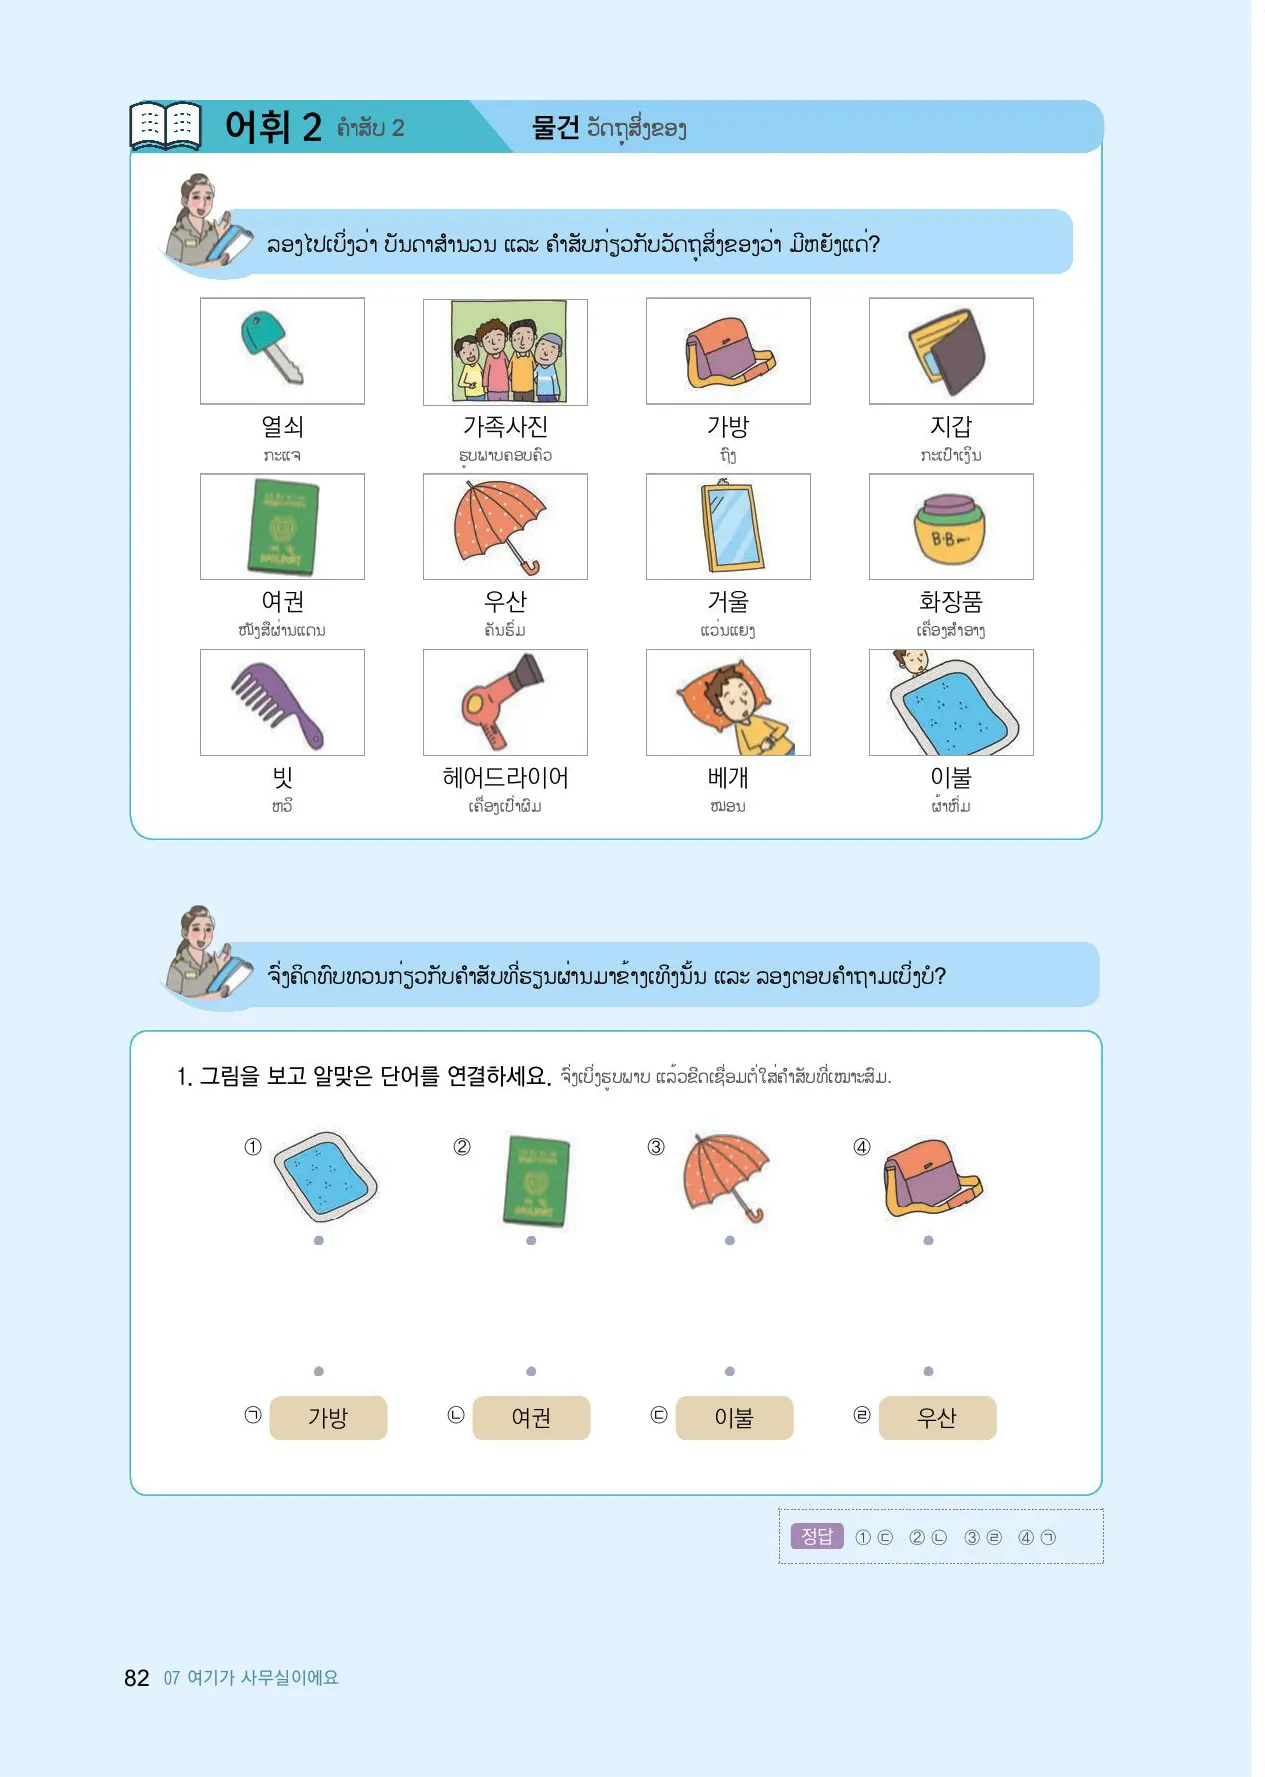 어휘 2 ຄຳສັບ 2 물건 ວັດຖຸສິ່ງຂອງ
ລອງໄປເບິ່ງວ່າ ບັນດາສຳນວນ ແລະ ຄຳສັບກ່ຽວກັບວັດຖຸສິ່ງຂອງວ່າ ມີຫຍັງແດ່?
열쇠 가족사진 가방 지갑
ກະແຈ ຮູບພາບຄອບຄົວ ຖົງ ກະເປົາເງິນ
B·B
여권 우산 거울 화장품
ໜັງສືຜ່ານແດນ ຄັນຮົ່ມ ແວ່ນແຍງ ເຄື່ອງສຳອາງ
빗 헤어드라이어 베개 이불
ຫວີ ເຄື່ອງເປົ່າຜົມ ໝອນ ຜ້າຫົ່ມ
ຈົ່ງຄິດທົບທວນກ່ຽວກັບຄຳສັບທີ່ຮຽນຜ່ານມາຂ້າງເທິງນັ້ນ ແລະ ລອງຕອບຄຳຖາມເບິ່ງບໍ?
1. 그림을 보고 알맞은 단어를 연결하세요. ຈົ່ງເບິ່ງຮູບພາບ ແລ້ວຂີດເຊື່ອມຕໍ່ໃສ່ຄຳສັບທີ່ເໝາະສົມ.
① ② ③ ④
㉠ 가방 ㉡ 여권 ㉢ 이불 ㉣ 우산
정답 ① ㉢ ② ㉡ ③ ㉣ ④ ㉠
82 07 여기가 사무실이에요